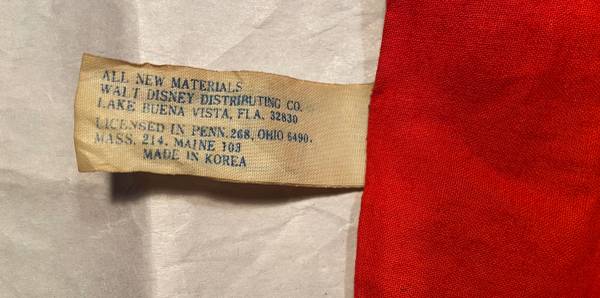 ALL NEW MATERIALS
WALT DISNEY DISTRIBUTING CO.
LAKE BUENA VISTA, FLA. 32830
LICENSED IN PENN. 268, OHIO 6490.
MASS. 214. MAINE 103
MADE IN KOREA